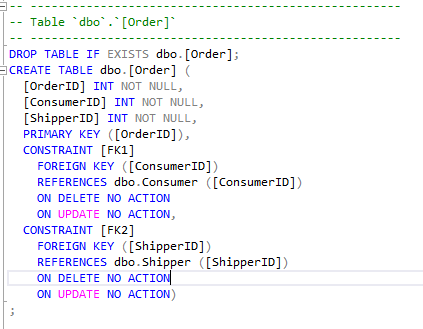 -- -----------------------------------------------------
-- Table `dbo`.`[Order]`
-- -----------------------------------------------------
DROP TABLE IF EXISTS dbo.[Order];
CREATE TABLE dbo.[Order] (
  [OrderID] INT NOT NULL,
  [ConsumerID] INT NOT NULL,
  [ShipperID] INT NOT NULL,
  PRIMARY KEY ([OrderID]),
  CONSTRAINT [FK1]
    FOREIGN KEY ([ConsumerID])
    REFERENCES dbo.Consumer ([ConsumerID])
    ON DELETE NO ACTION
    ON UPDATE NO ACTION,
  CONSTRAINT [FK2]
    FOREIGN KEY ([ShipperID])
    REFERENCES dbo.Shipper ([ShipperID])
    ON DELETE NO ACTION
    ON UPDATE NO ACTION)
;